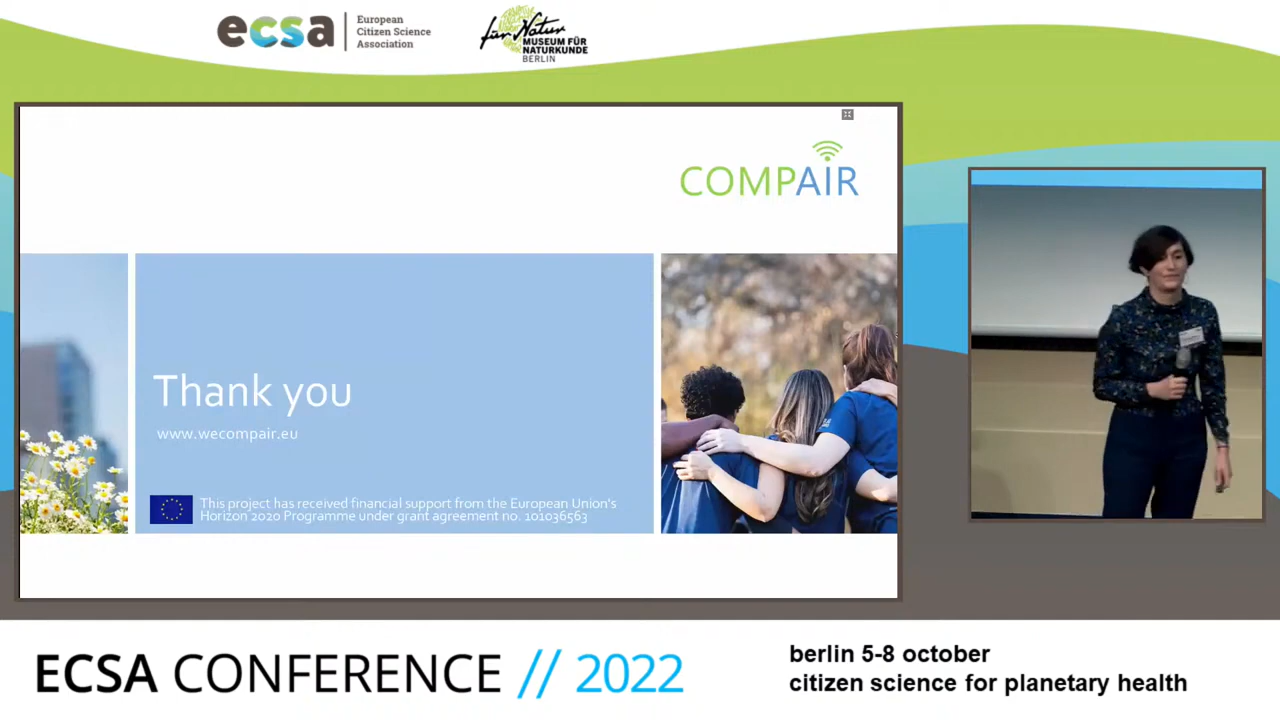 ecsa
European
Citizen Science
Association
für Natur
MUSEUM FÜR
NATURKUNDE
BERLIN
COMPAIR
Thank you
www.wecompair.eu
This project has received financial support from the European Union's
Horizon 2020 Programme under grant agreement no. 101036563
ECSA CONFERENCE // 2022
berlin 5-8 october
citizen science for planetary health